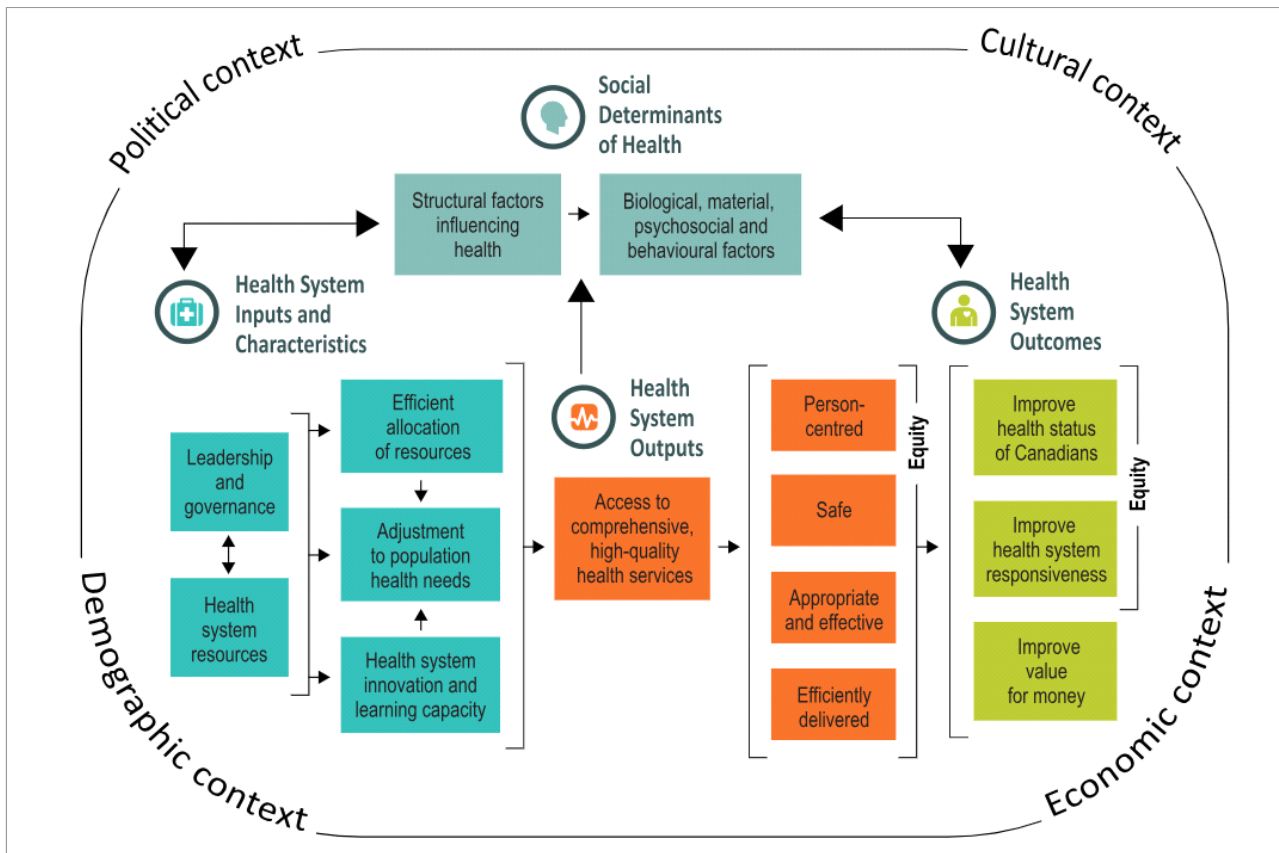 Political context
Cultural context
Social
Determinants
of Health
Structural factors
influencing
health
Biological, material,
psychosocial and
behavioural factors
Health System
Inputs and
Characteristics
Health
System
Outcomes
Health
System
Outputs
Leadership
and
governance
Health
system
resources
Efficient
allocation
of resources
Adjustment
to population
health needs
Health system
innovation and
learning capacity
Access to
comprehensive,
high-quality
health services
Person-
centred
Safe
Appropriate
and effective
Efficiently
delivered
Equity
Improve
health status
of Canadians
Improve
health system
responsiveness
Improve
value
for money
Equity
Demographic context
Economic context